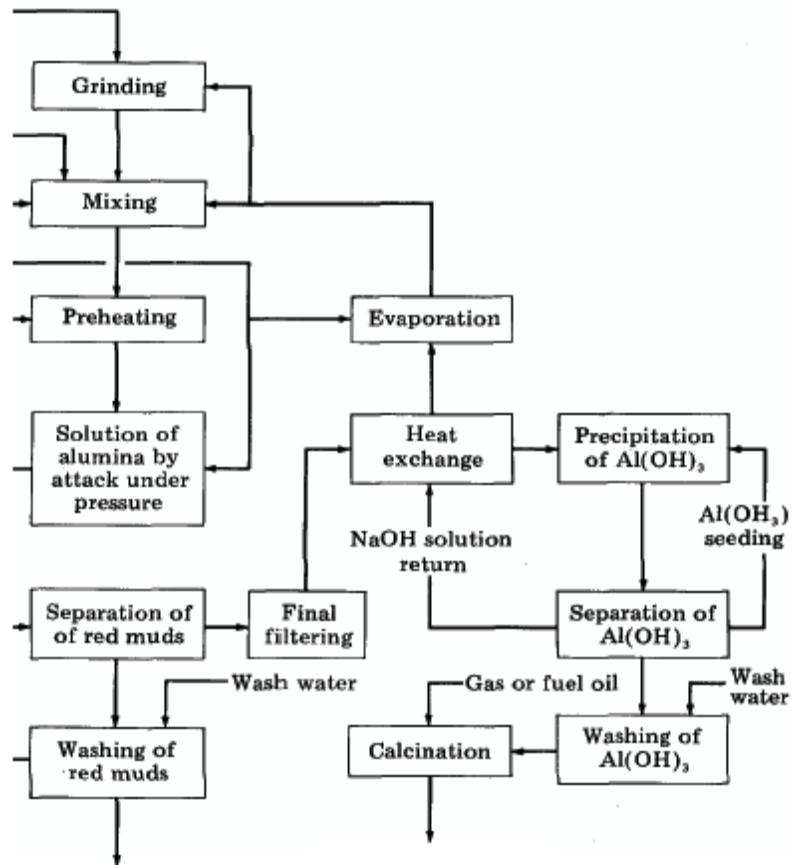 Grinding
Mixing
Preheating
Evaporation
Solution of
alumina by
attack under
pressure
Heat
exchange
Precipitation
of Al(OH)₃
NaOH solution
return
Al(OH₃)
seeding
Separation of
of red muds
Final
filtering
Separation of
Al(OH)₃
Wash water
Gas or fuel oil
Wash
water
Washing of
red muds
Calcination
Washing of
Al(OH)₃